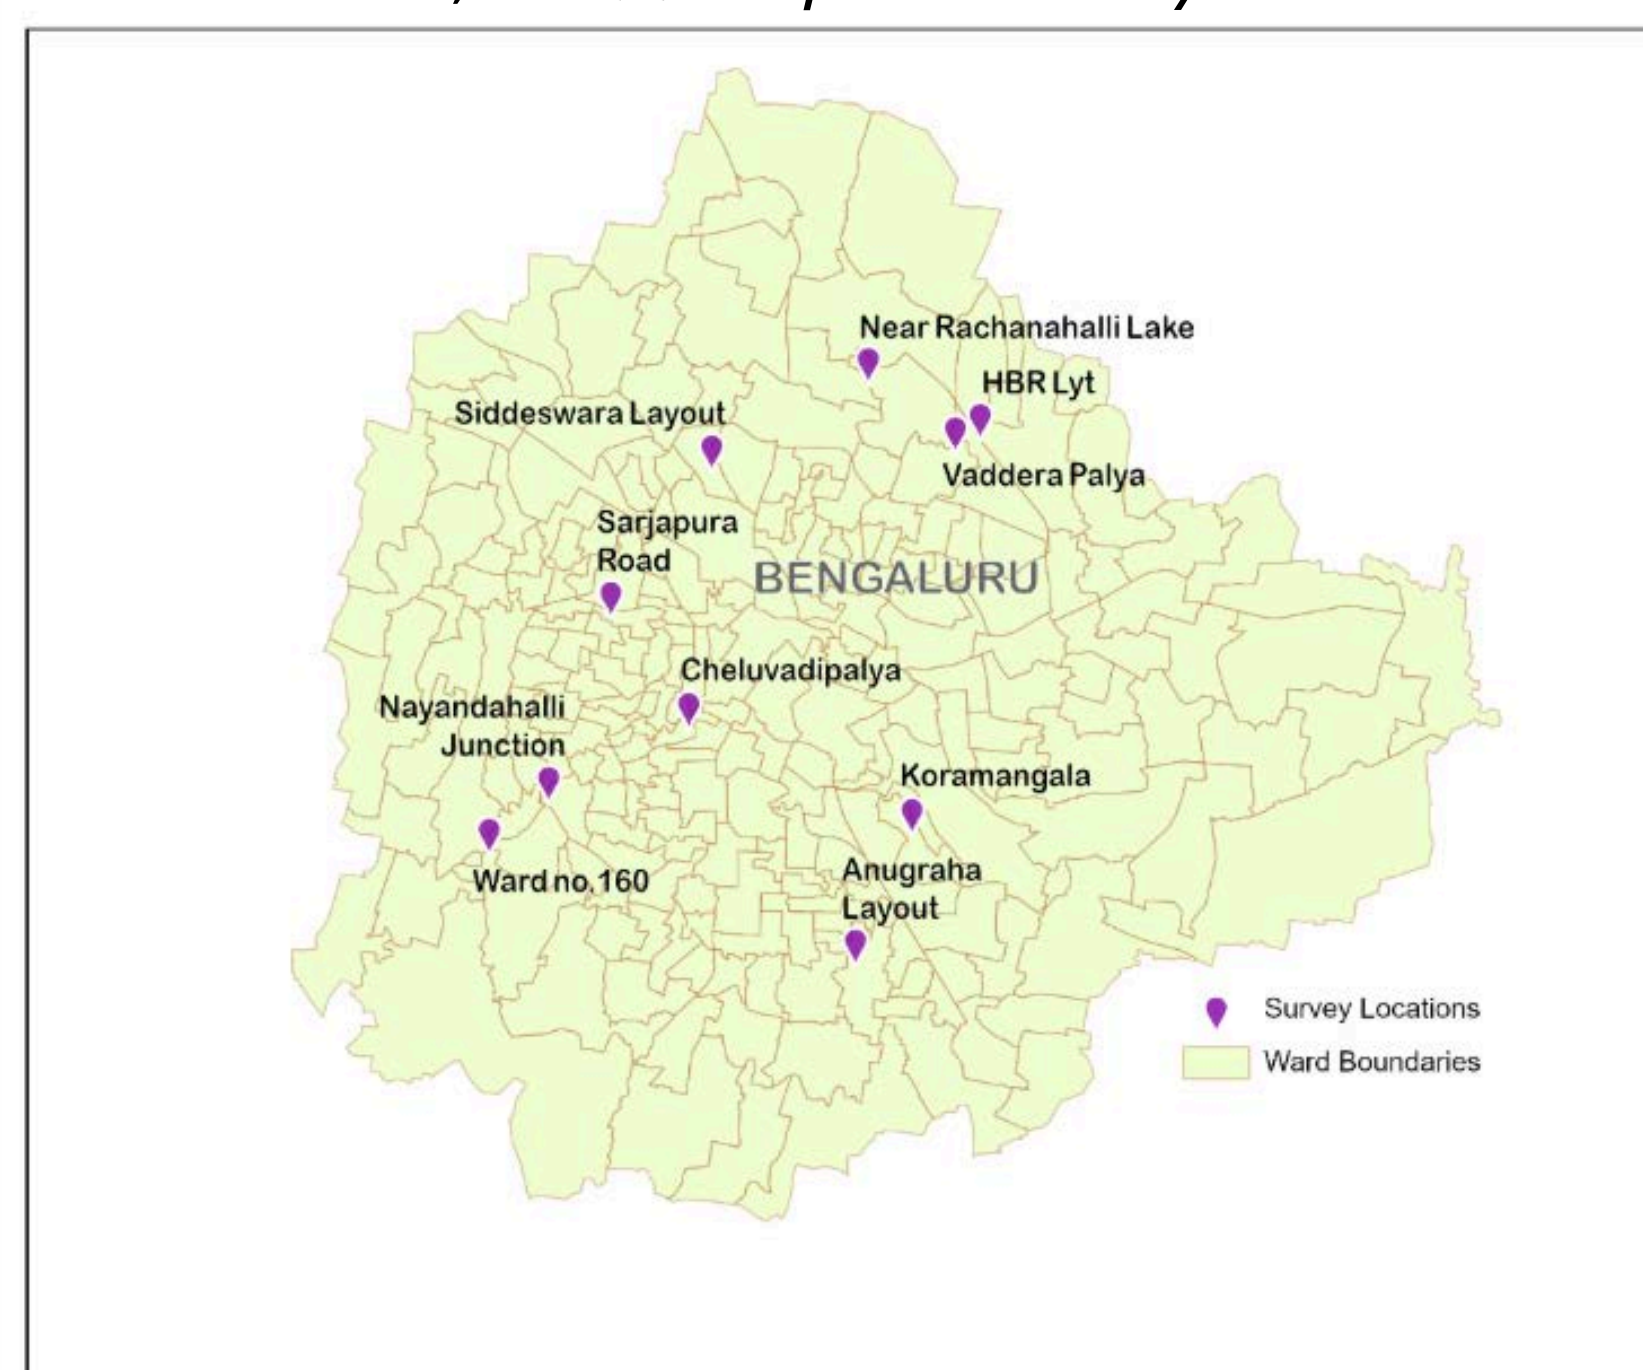 Near Rachanahalli Lake
HBR Lyt
Siddeswara Layout
Vaddera Palya
Sarjapura
Road
BENGALURU
Cheluvadipalya
Nayandahalli
Junction
Koramangala
Anugraha
Layout
Ward no.160
Survey Locations
Ward Boundaries